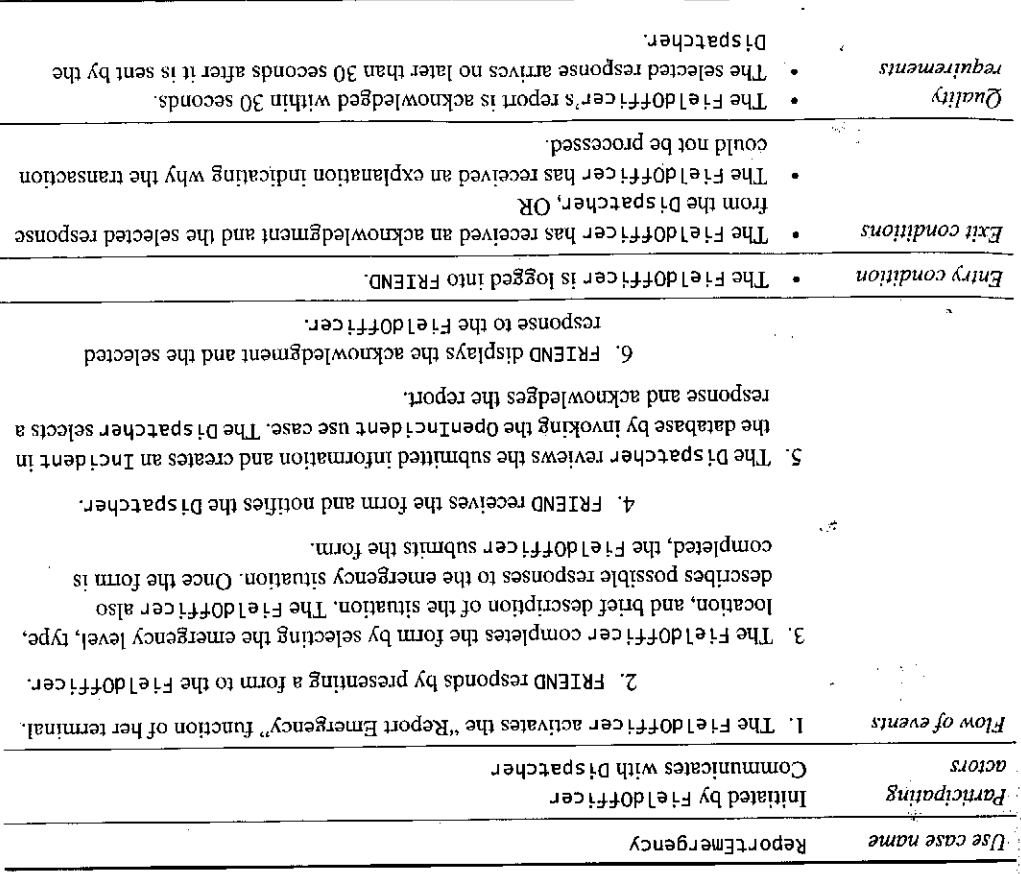 Use case name ReportEmergency
Participating Initiated by FieldOfficer
actors Communicates with Dispatcher
Flow of events 1. The FieldOfficer activates the “Report Emergency” function of her terminal.
2. FRIEND responds by presenting a form to the FieldOfficer.
3. The FieldOfficer completes the form by selecting the emergency level, type,
location, and brief description of the situation. The FieldOfficer also
describes possible responses to the emergency situation. Once the form is
completed, the FieldOfficer submits the form.
4. FRIEND receives the form and notifies the Dispatcher.
5. The Dispatcher reviews the submitted information and creates an Incident in
the database by invoking the OpenIncident use case. The Dispatcher selects a
response and acknowledges the report.
6. FRIEND displays the acknowledgment and the selected
response to the FieldOfficer.
Entry condition • The FieldOfficer is logged into FRIEND.
Exit conditions • The FieldOfficer has received an acknowledgment and the selected response
from the Dispatcher, OR
• The FieldOfficer has received an explanation indicating why the transaction
could not be processed.
Quality • The FieldOfficer’s report is acknowledged within 30 seconds.
requirements • The selected response arrives no later than 30 seconds after it is sent by the
Dispatcher.